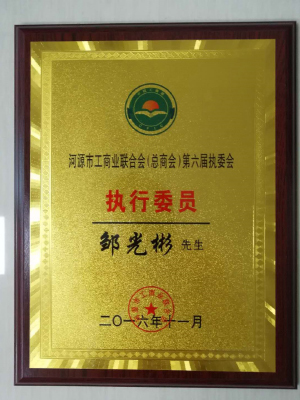 河源市工商业联合会(总商会)第六届执委会
执行委员
邹光彬 先生
二〇一六年十一月